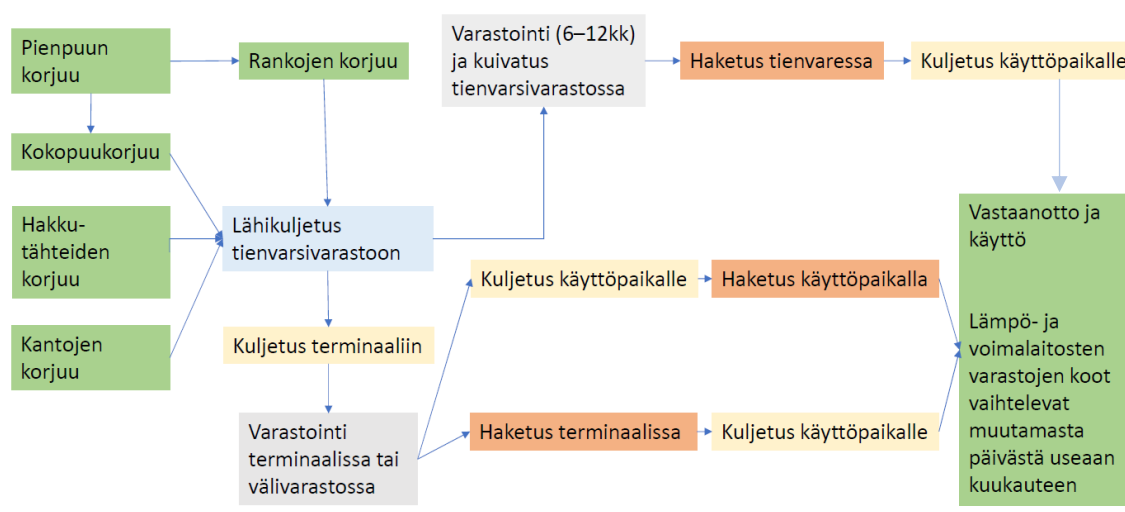 Pienpuun
korjuu
Rankojen korjuu
Varastointi (6–12kk)
ja kuivatus
tienvarsivarastossa
Haketus tienvaressa
Kuljetus käyttöpaikalle
Kokopuukorjuu
Hakku-
tähteiden
korjuu
Lähikuljetus
tienvarsivarastoon
Kantojen
korjuu
Kuljetus terminaaliin
Varastointi
terminaalissa tai
välivarastossa
Kuljetus käyttöpaikalle
Haketus käyttöpaikalla
Haketus terminaalissa
Kuljetus käyttöpaikalle
Vastaanotto ja
käyttö
Lämpö- ja
voimalaitosten
varastojen koot
vaihtelevat
muutamasta
päivästä useaan
kuukauteen